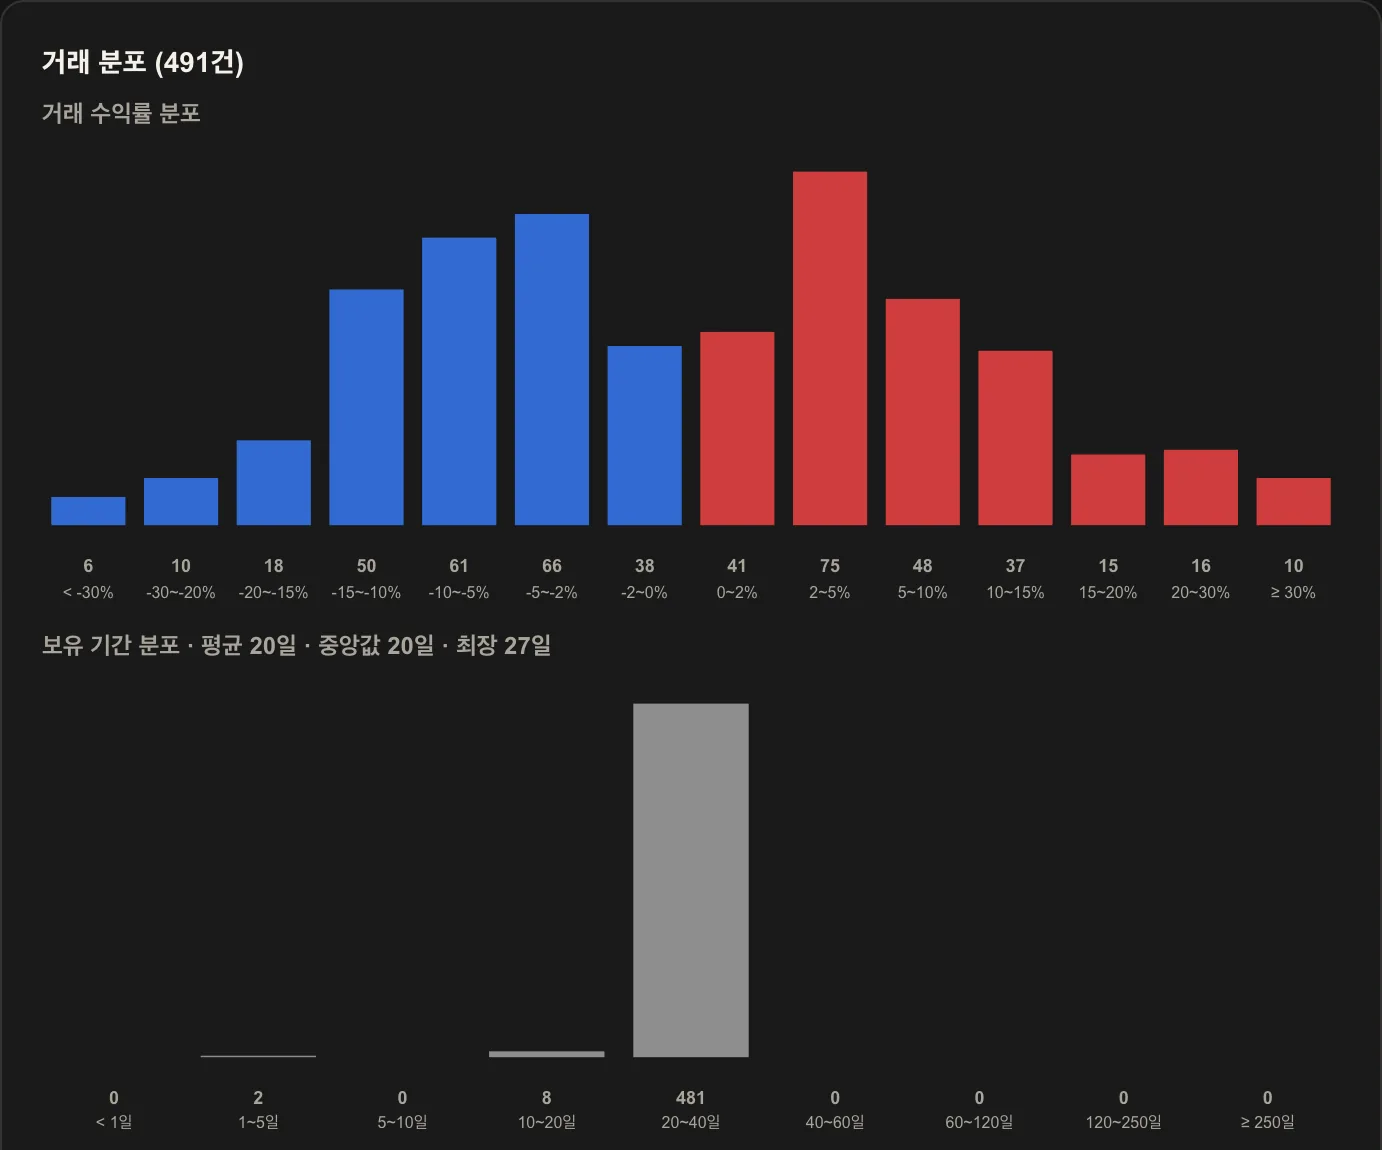 거래 분포 (491건)
거래 수익률 분포
6 10 18 50 61 66 38 41 75 48 37 15 16 10
< -30% -30~-20% -20~-15% -15~-10% -10~-5% -5~-2% -2~0% 0~2% 2~5% 5~10% 10~15% 15~20% 20~30% ≥ 30%
보유 기간 분포 · 평균 20일 · 중앙값 20일 · 최장 27일
0 2 0 8 481 0 0 0 0
< 1일 1~5일 5~10일 10~20일 20~40일 40~60일 60~120일 120~250일 ≥ 250일